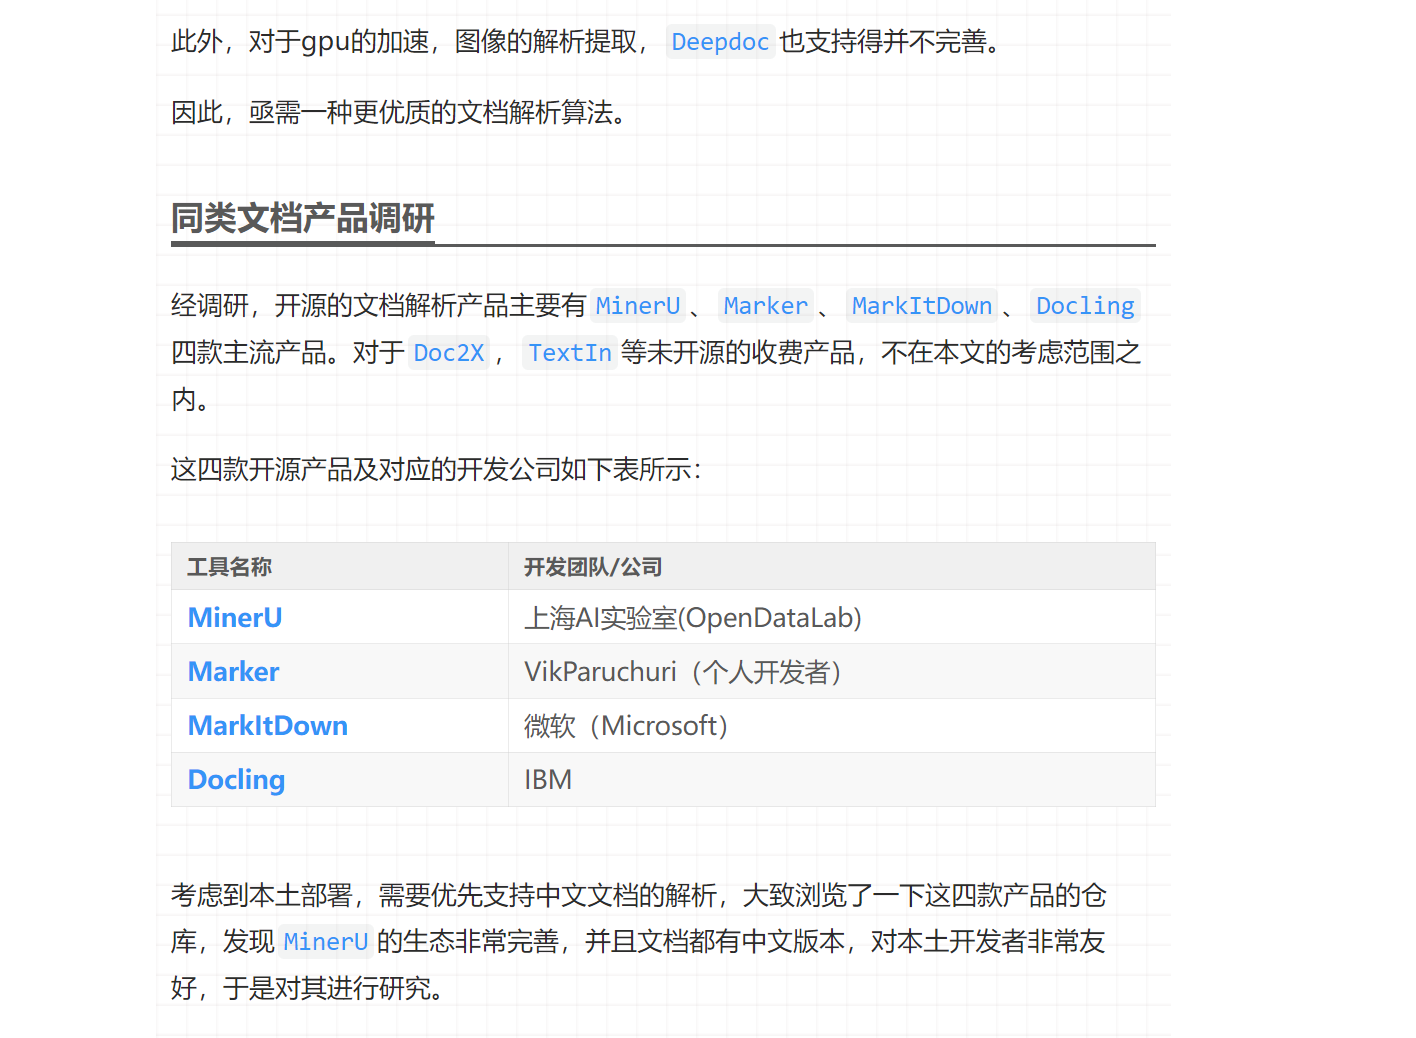 此外，对于gpu的加速，图像的解析提取， Deepdoc 也支持得并不完善。
因此，亟需一种更优质的文档解析算法。
同类文档产品调研
经调研，开源的文档解析产品主要有 MinerU 、 Marker 、 MarkItDown 、 Docling
四款主流产品。对于 Doc2X ， TextIn 等未开源的收费产品，不在本文的考虑范围之
内。
这四款开源产品及对应的开发公司如下表所示：
工具名称 开发团队/公司
MinerU 上海AI实验室(OpenDataLab)
Marker VikParuchuri（个人开发者）
MarkItDown 微软（Microsoft）
Docling IBM
考虑到本土部署，需要优先支持中文文档的解析，大致浏览了一下这四款产品的仓
库，发现 MinerU 的生态非常完善，并且文档都有中文版本，对本土开发者非常友
好，于是对其进行研究。